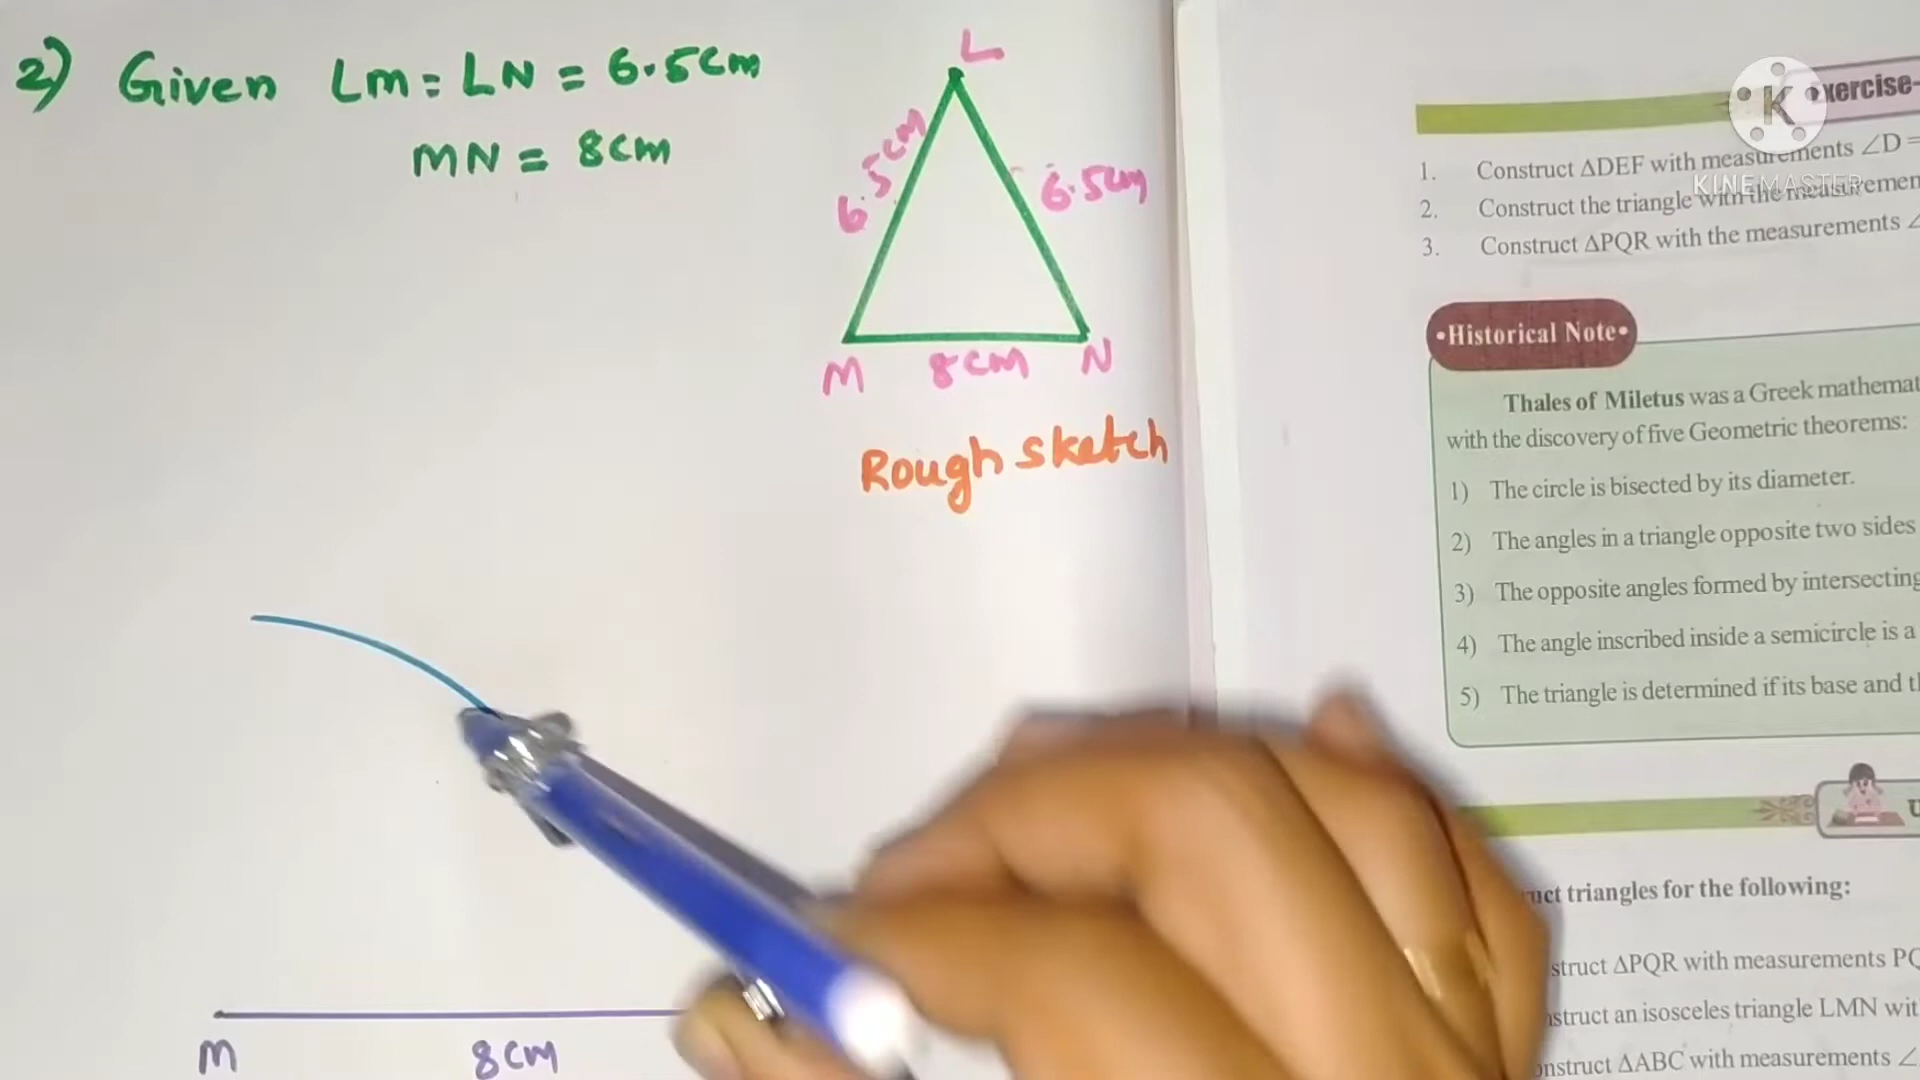 2) Given LM = LN = 6.5cm
MN = 8cm
L
6.5cm
6.5cm
M 8cm N
Rough sketch
M 8cm
K
KINEMASTER
Exercise-
1. Construct ΔDEF with measurements ∠D =
2. Construct the triangle with the
3. Construct ΔPQR with the measurements ∠
•Historical Note•
Thales of Miletus was a Greek mathemat
with the discovery of five Geometric theorems:
1) The circle is bisected by its diameter.
2) The angles in a triangle opposite two sides
3) The opposite angles formed by intersecting
4) The angle inscribed inside a semicircle is a
5) The triangle is determined if its base and t
U
uct triangles for the following:
struct ΔPQR with measurements PQ
nstruct an isosceles triangle LMN wit
onstruct ΔABC with measurements ∠